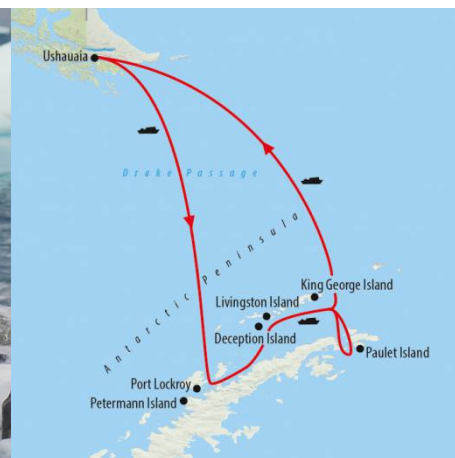 Ushauaia
Drake Passage
Antarctic Peninsula
King George Island
Livingston Island
Deception Island
Paulet Island
Port Lockroy
Petermann Island